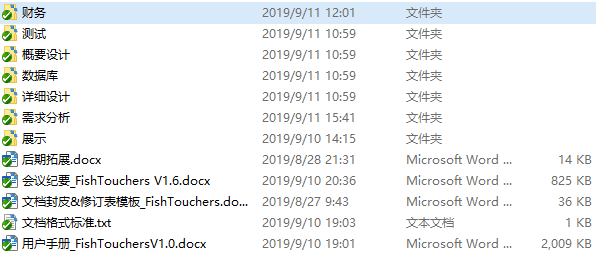 财务 2019/9/11 12:01 文件夹
测试 2019/9/11 10:59 文件夹
概要设计 2019/9/11 10:59 文件夹
数据库 2019/9/11 10:59 文件夹
详细设计 2019/9/11 10:59 文件夹
需求分析 2019/9/11 15:41 文件夹
展示 2019/9/10 14:15 文件夹
后期拓展.docx 2019/8/28 21:31 Microsoft Word ... 14 KB
会议纪要_FishTouchers V1.6.docx 2019/9/10 20:36 Microsoft Word ... 825 KB
文档封皮&修订表模板_FishTouchers.do... 2019/8/27 9:43 Microsoft Word ... 36 KB
文档格式标准.txt 2019/9/10 19:03 文本文档 1 KB
用户手册_FishTouchersV1.0.docx 2019/9/10 19:01 Microsoft Word ... 2,009 KB